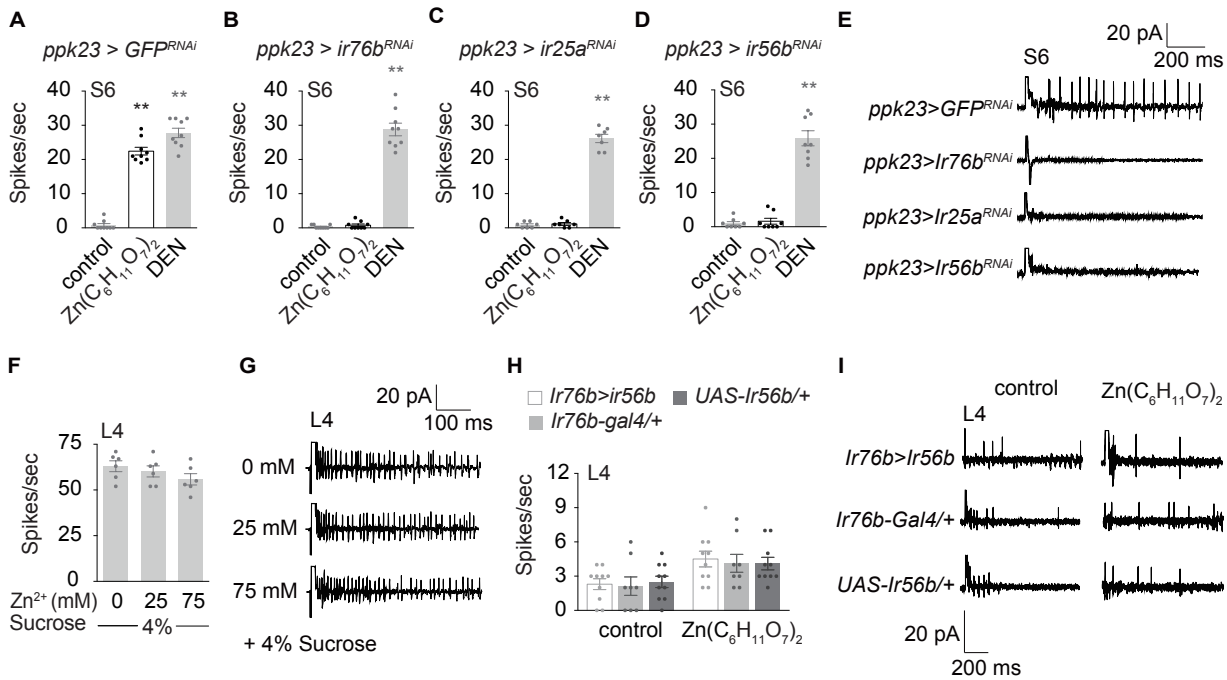 A
ppk23 > GFP^RNAi
S6
Spikes/sec
40
30
20
10
0
**
**
control
Zn(C₆H₁₁O₇)₂
DEN
B
ppk23 > ir76b^RNAi
S6
Spikes/sec
40
30
20
10
0
**
control
Zn(C₆H₁₁O₇)₂
DEN
C
ppk23 > ir25a^RNAi
S6
Spikes/sec
40
30
20
10
0
**
control
Zn(C₆H₁₁O₇)₂
DEN
D
ppk23 > ir56b^RNAi
S6
Spikes/sec
40
30
20
10
0
**
control
Zn(C₆H₁₁O₇)₂
DEN
E
20 pA
200 ms
S6
ppk23>GFP^RNAi
ppk23>Ir76b^RNAi
ppk23>Ir25a^RNAi
ppk23>Ir56b^RNAi
F
L4
Spikes/sec
75
50
25
0
Zn²⁺ (mM) 0 25 75
Sucrose 4%
G
20 pA
100 ms
L4
0 mM
25 mM
75 mM
+ 4% Sucrose
H
Ir76b>ir56b UAS-Ir56b/+
Ir76b-gal4/+
L4
Spikes/sec
12
9
6
3
0
control Zn(C₆H₁₁O₇)₂
I
control Zn(C₆H₁₁O₇)₂
L4
Ir76b>Ir56b
Ir76b-Gal4/+
UAS-Ir56b/+
20 pA
200 ms